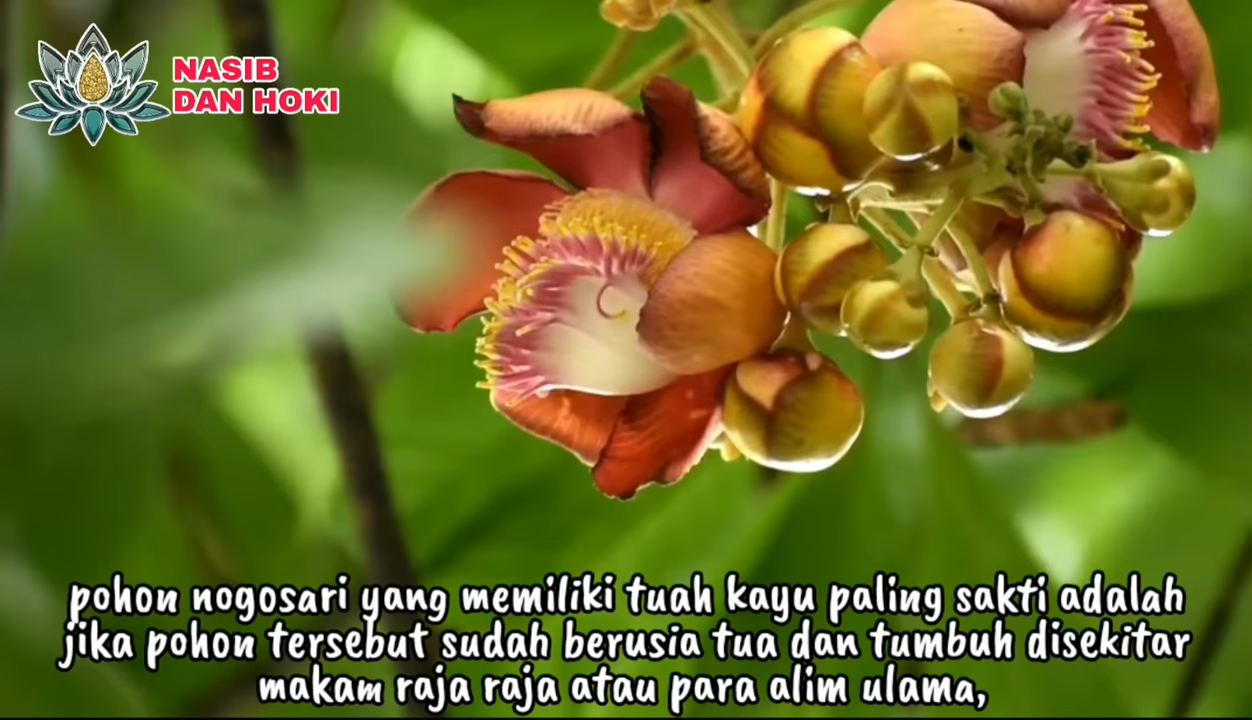 NASIB
DAN HOKI
pohon nogosari yang memiliki tuah kayu paling sakti adalah
jika pohon tersebut sudah berusia tua dan tumbuh disekitar
makam raja raja atau para alim ulama,